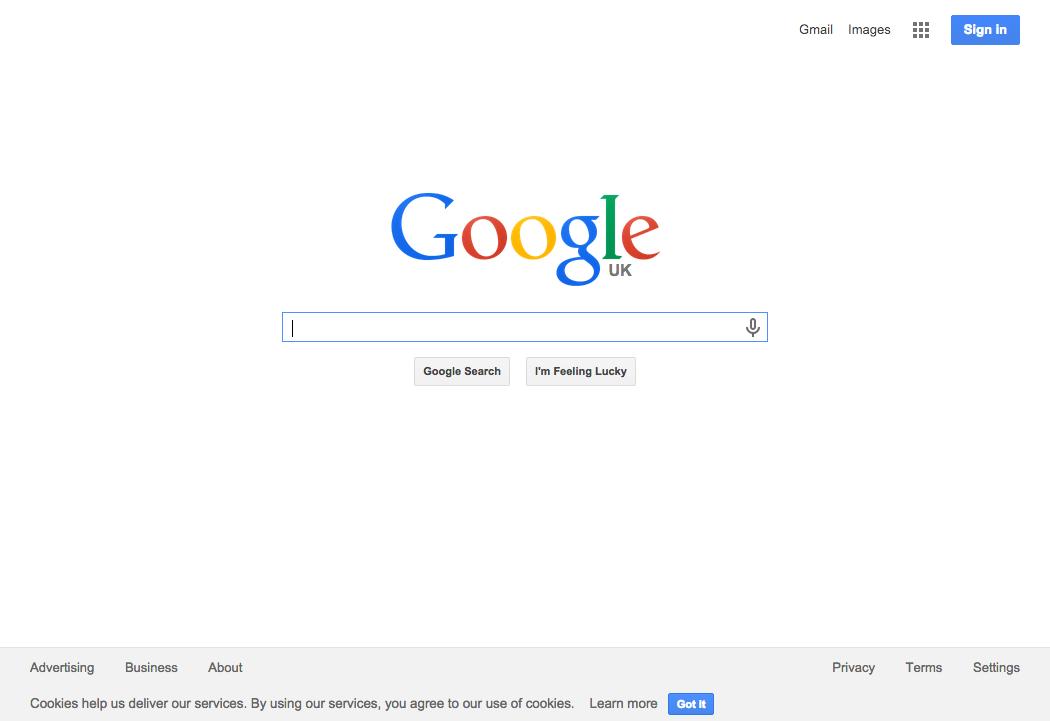 Gmail Images Sign in
Google
UK
Google Search I'm Feeling Lucky
Advertising Business About Privacy Terms Settings
Cookies help us deliver our services. By using our services, you agree to our use of cookies. Learn more Got it